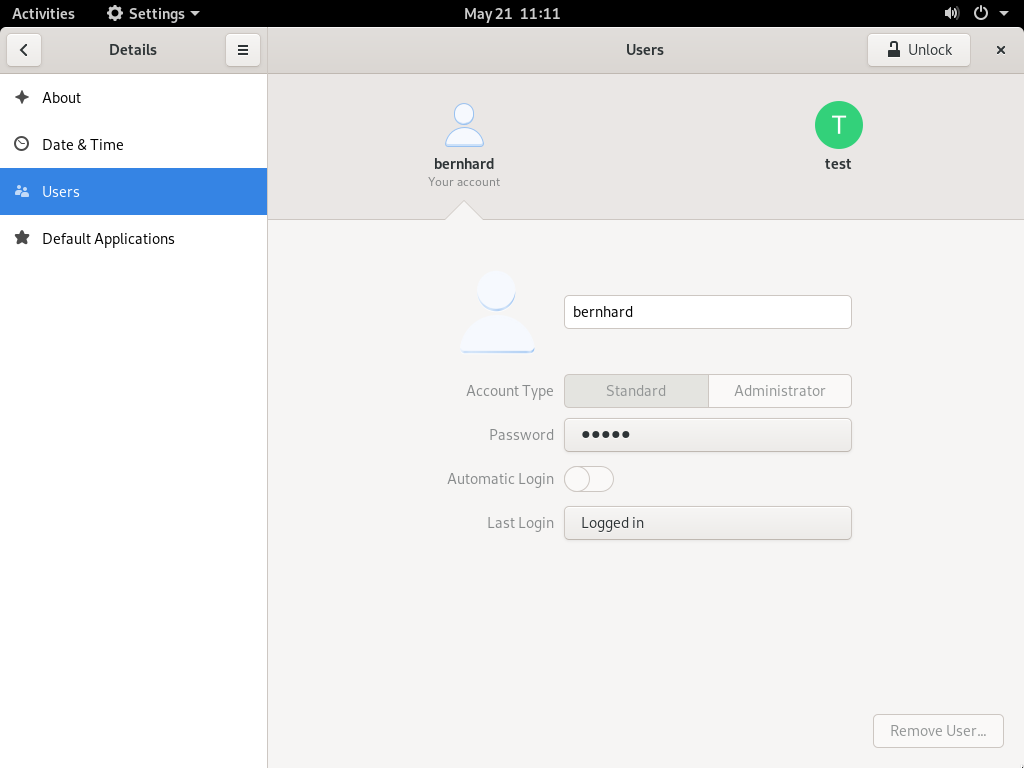 Activities
Settings
May 21 11:11
Details
Users
Unlock
About
Date & Time
Users
Default Applications
bernhard
Your account
T
test
bernhard
Account Type
Standard
Administrator
Password
●●●●●
Automatic Login
Last Login
Logged in
Remove User...